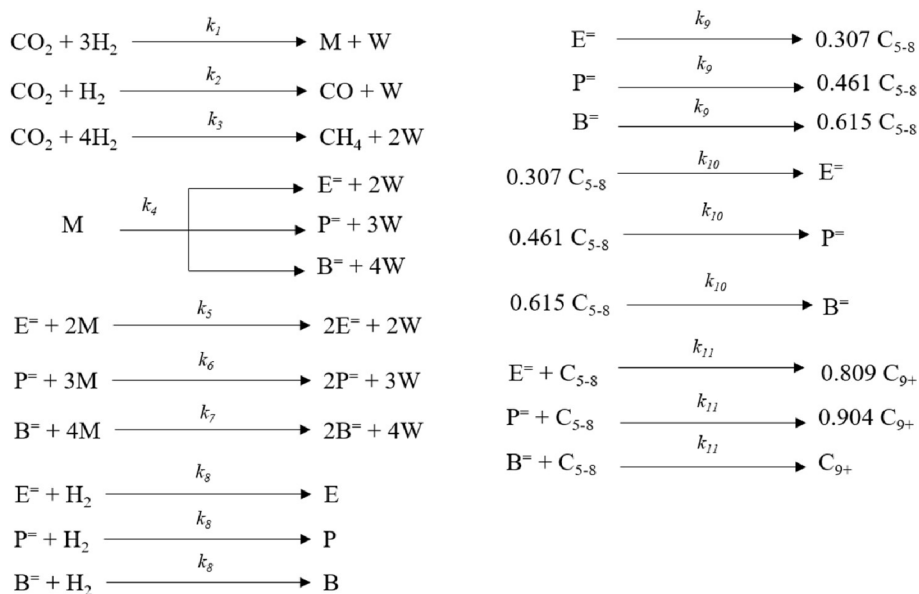 CO₂ + 3H₂ k₁ M + W
CO₂ + H₂ k₂ CO + W
CO₂ + 4H₂ k₃ CH₄ + 2W
M k₄ E⁼ + 2W
P⁼ + 3W
B⁼ + 4W
E⁼ + 2M k₅ 2E⁼ + 2W
P⁼ + 3M k₆ 2P⁼ + 3W
B⁼ + 4M k₇ 2B⁼ + 4W
E⁼ + H₂ k₈ E
P⁼ + H₂ k₈ P
B⁼ + H₂ k₈ B
E⁼ k₉ 0.307 C₅₋₈
P⁼ k₉ 0.461 C₅₋₈
B⁼ k₉ 0.615 C₅₋₈
0.307 C₅₋₈ k₁₀ E⁼
0.461 C₅₋₈ k₁₀ P⁼
0.615 C₅₋₈ k₁₀ B⁼
E⁼ + C₅₋₈ k₁₁ 0.809 C₉₊
P⁼ + C₅₋₈ k₁₁ 0.904 C₉₊
B⁼ + C₅₋₈ k₁₁ C₉₊